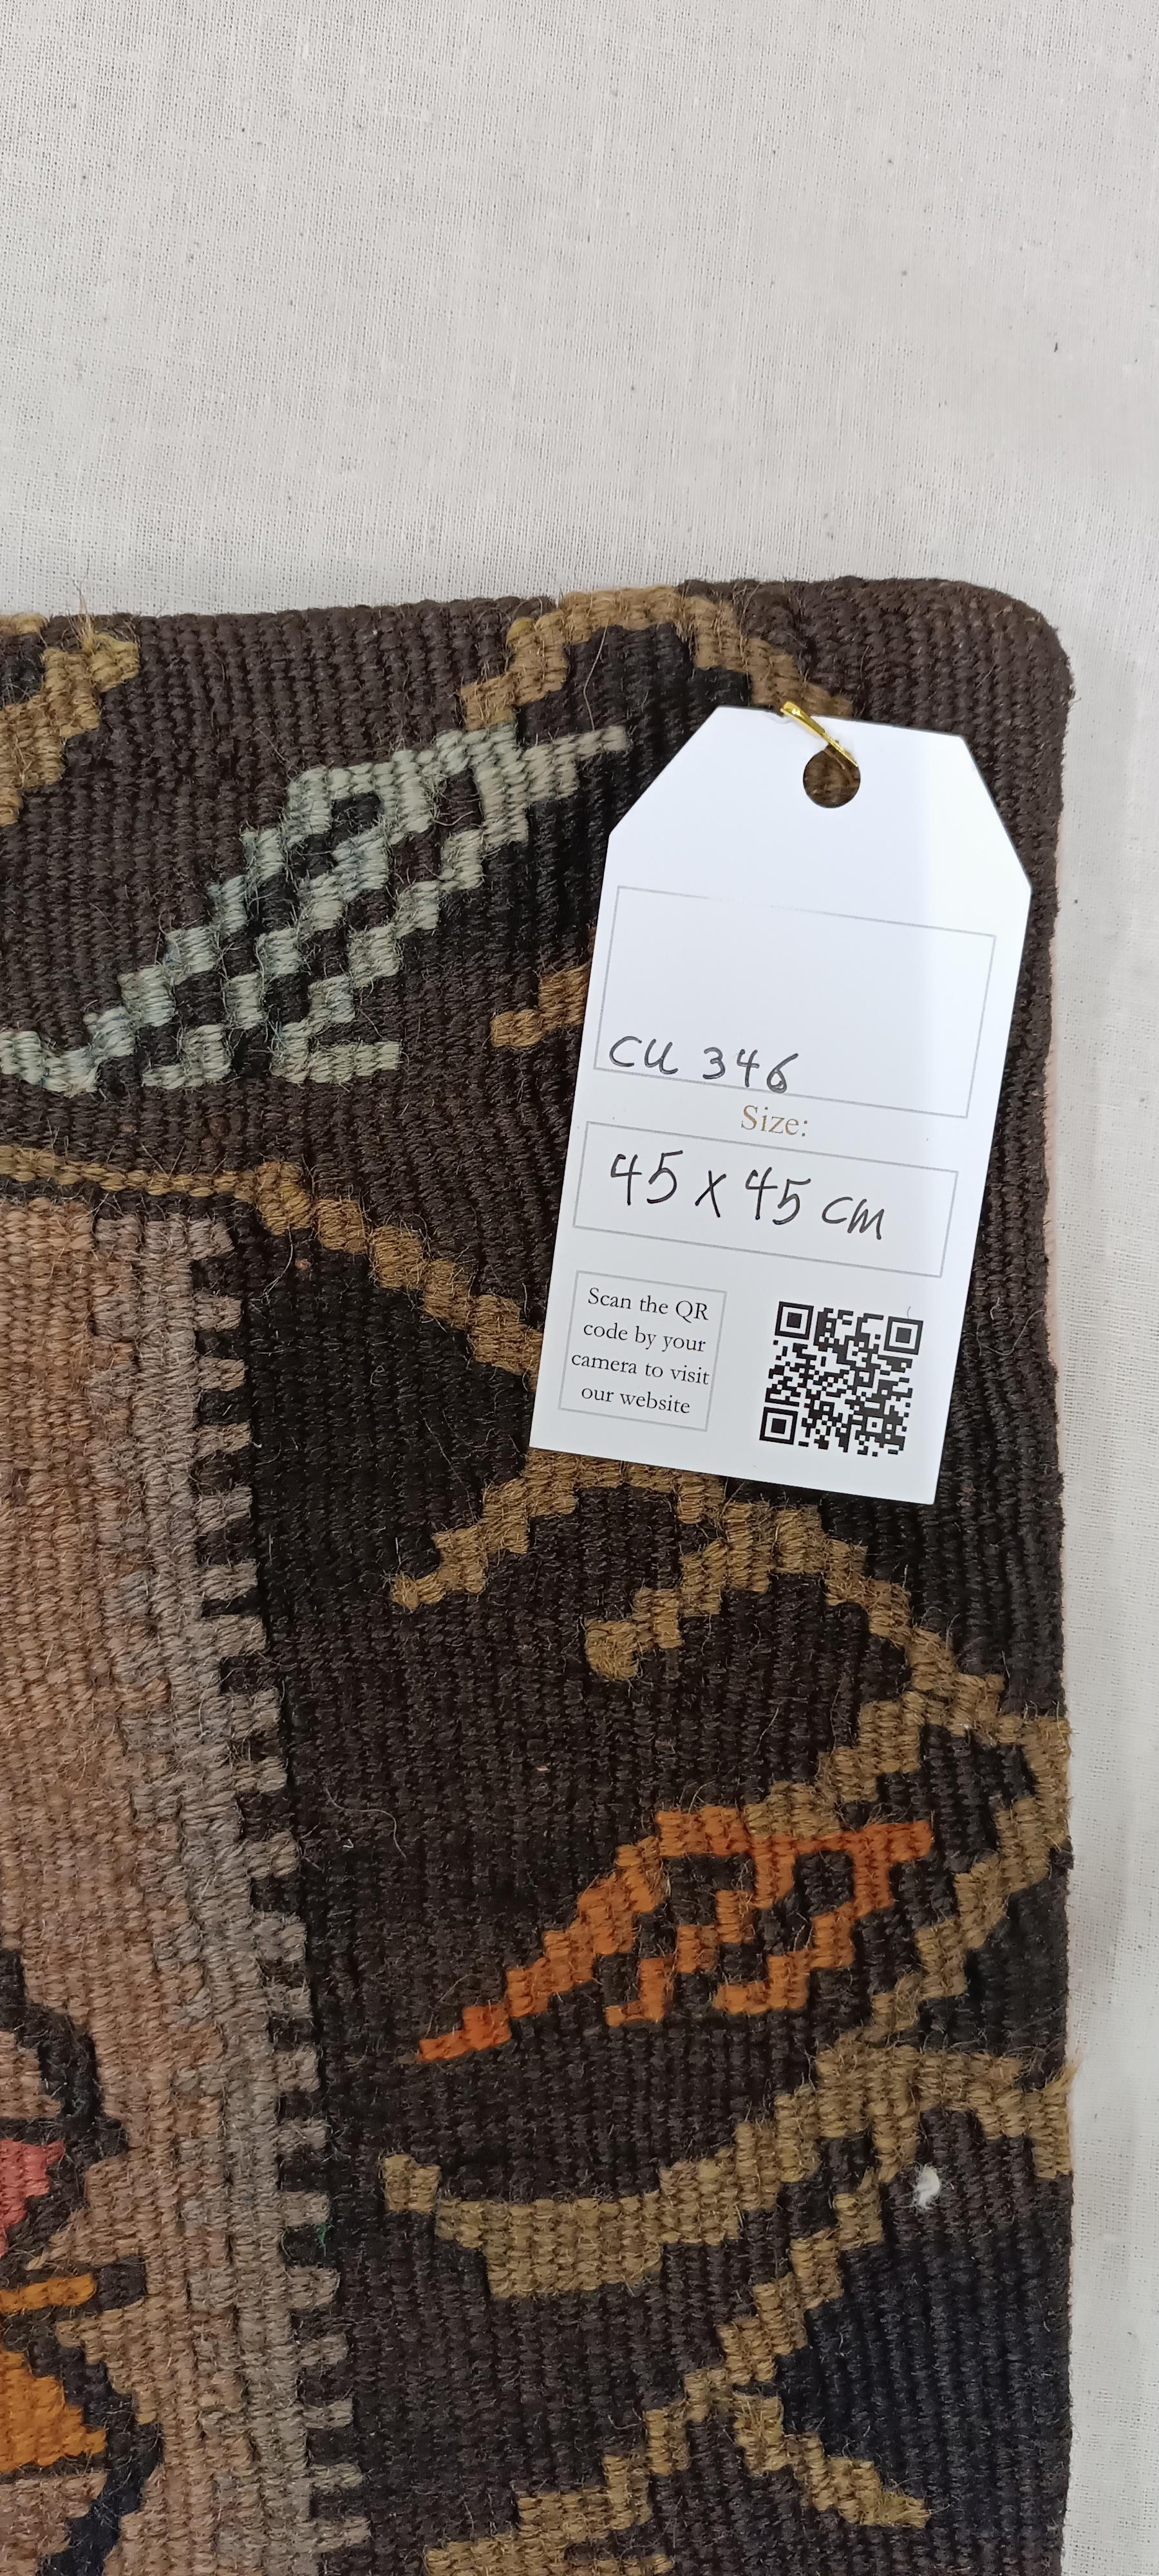 CU 346
Size:
45 x 45 cm
Scan the QR
code by your
camera to visit
our website